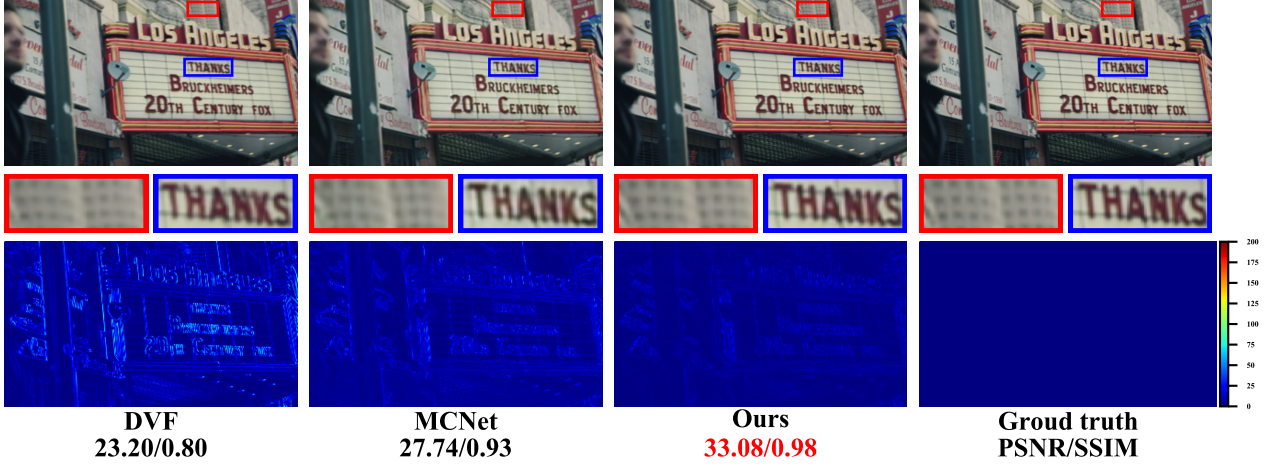 LOS ANGELES LOS ANGELES LOS ANGELES LOS ANGELES
THANKS THANKS THANKS THANKS
BRUCKHEIMERS BRUCKHEIMERS BRUCKHEIMERS BRUCKHEIMERS
20TH CENTURY FOX 20TH CENTURY FOX 20TH CENTURY FOX 20TH CENTURY FOX
THANKS THANKS THANKS THANKS
200
175
150
125
100
75
50
25
0
DVF MCNet Ours Groud truth
23.20/0.80 27.74/0.93 33.08/0.98 PSNR/SSIM